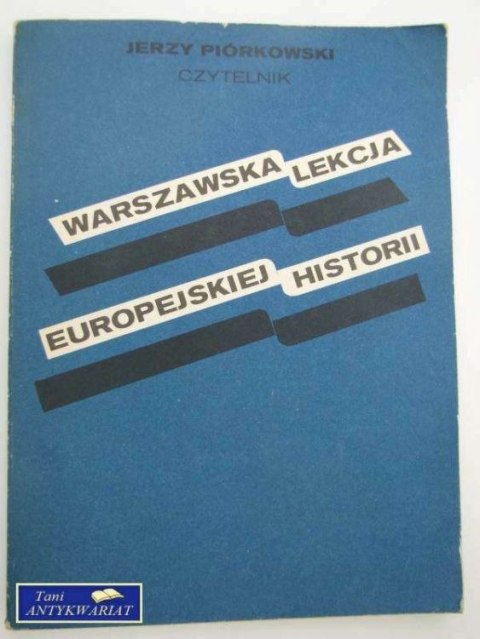 JERZY PIÓRKOWSKI
CZYTELNIK
WARSZAWSKA LEKCJA
EUROPEJSKIEJ HISTORII
Tani
ANTYKWARIAT